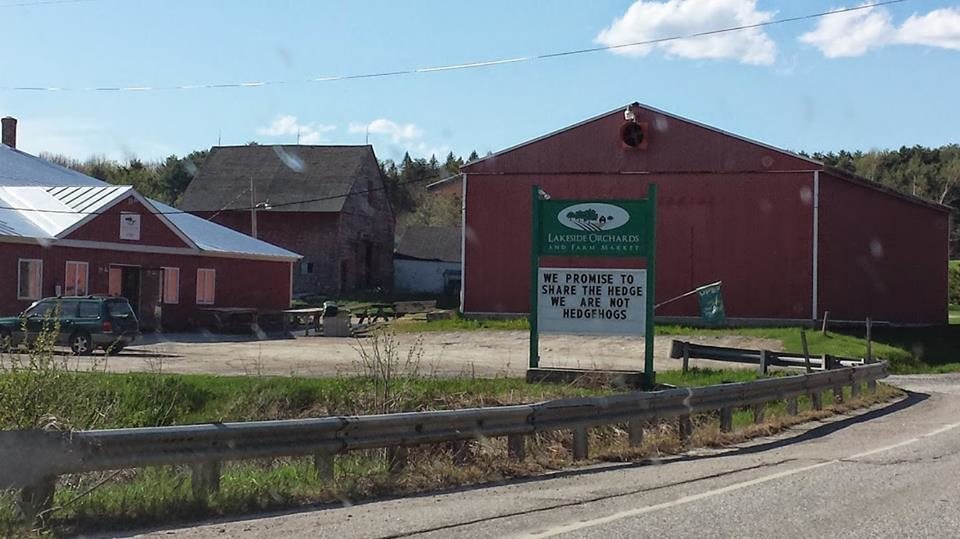 LAKESIDE ORCHARDS
AND FARM MARKET
WE PROMISE TO
SHARE THE HEDGE
WE ARE NOT
HEDGEHOGS